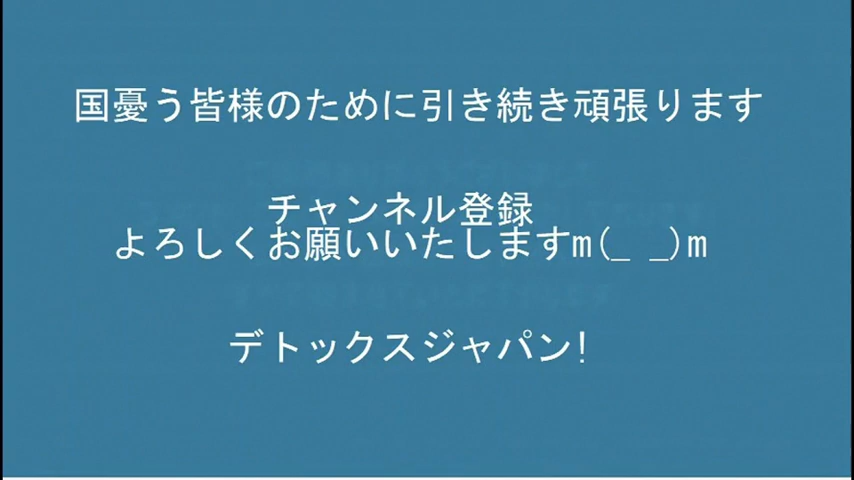 国憂う皆様のために引き続き頑張ります
チャンネル登録
よろしくお願いいたしますm(_ _)m
デトックスジャパン!